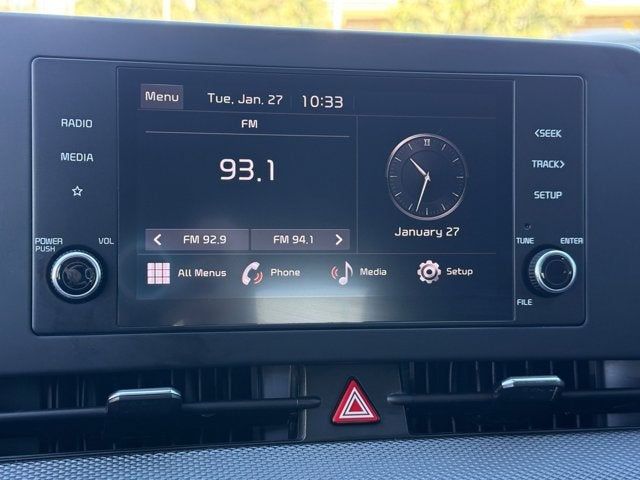 Menu Tue, Jan. 27 10:33
FM
93.1
FM 92.9 FM 94.1
XII
January 27
All Menus Phone Media Setup
RADIO
MEDIA
POWER PUSH VOL
<SEEK
TRACK>
SETUP
TUNE ENTER
FILE